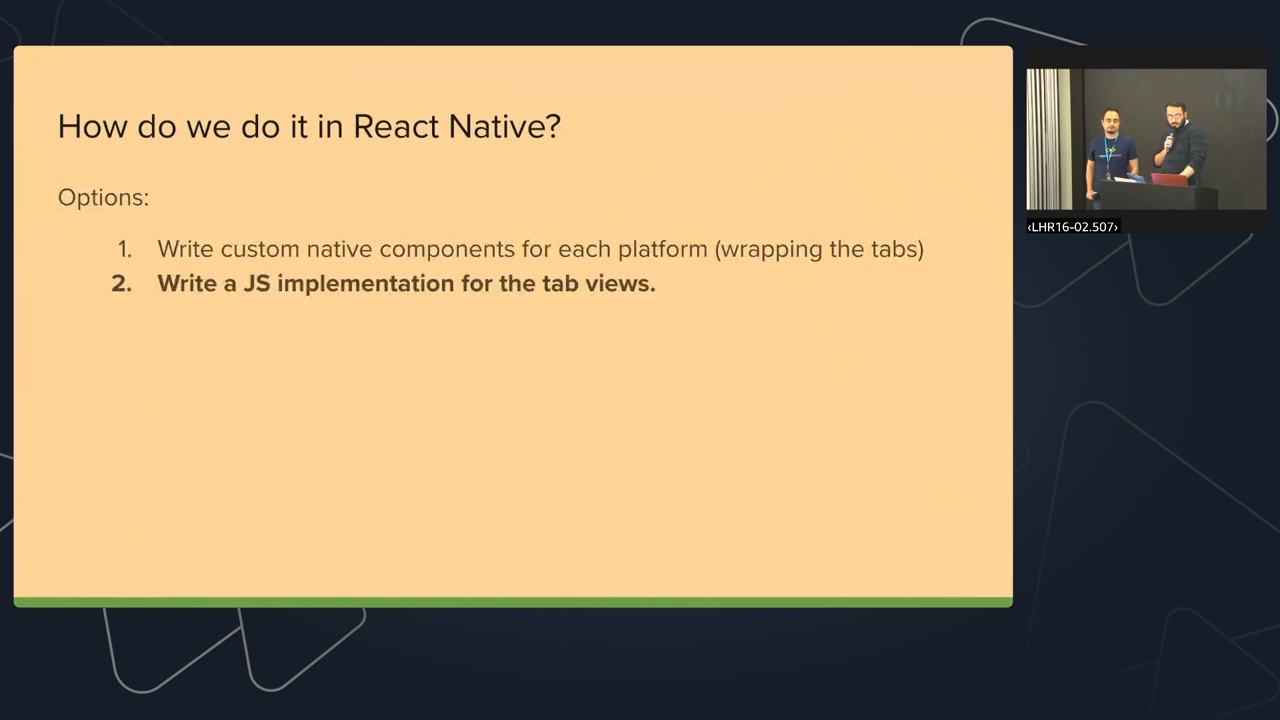 How do we do it in React Native?
Options:
1. Write custom native components for each platform (wrapping the tabs)
2. Write a JS implementation for the tab views.
‹LHR16-02.507›